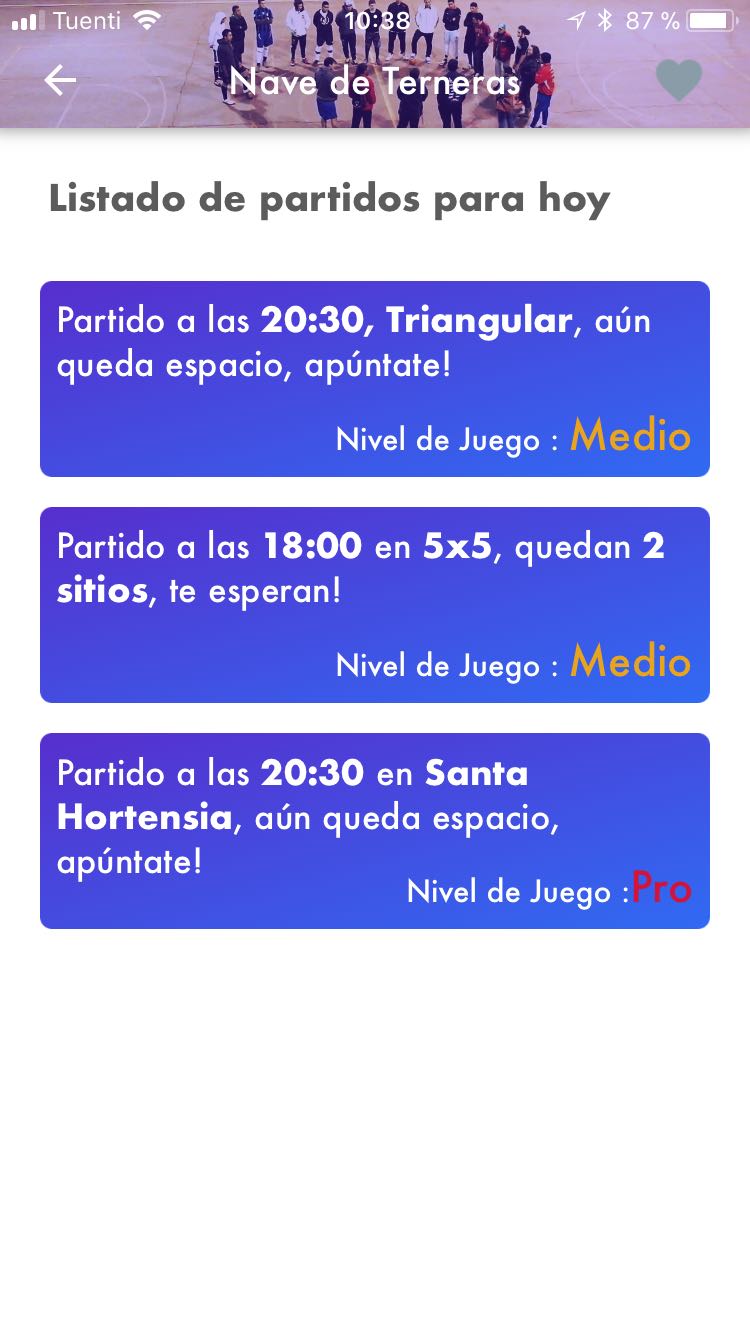 Tuenti 10:38 87 %
Nave de Terneras
Listado de partidos para hoy
Partido a las 20:30, Triangular, aún
queda espacio, apúntate!
Nivel de Juego : Medio
Partido a las 18:00 en 5x5, quedan 2
sitios, te esperan!
Nivel de Juego : Medio
Partido a las 20:30 en Santa
Hortensia, aún queda espacio,
apúntate!
Nivel de Juego :Pro